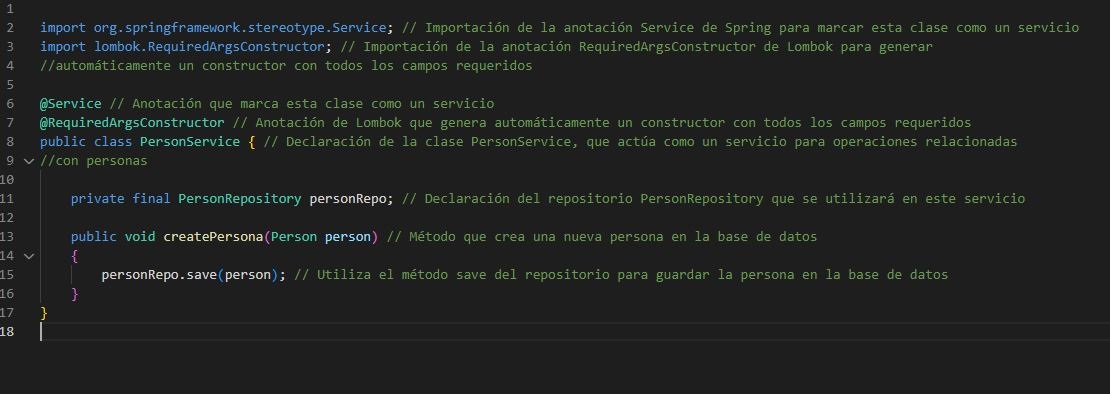 1
2 import org.springframework.stereotype.Service; // Importación de la anotación Service de Spring para marcar esta clase como un servicio
3 import lombok.RequiredArgsConstructor; // Importación de la anotación RequiredArgsConstructor de Lombok para generar
4 //automáticamente un constructor con todos los campos requeridos
5
6 @Service // Anotación que marca esta clase como un servicio
7 @RequiredArgsConstructor // Anotación de Lombok que genera automáticamente un constructor con todos los campos requeridos
8 public class PersonService { // Declaración de la clase PersonService, que actúa como un servicio para operaciones relacionadas
9 //con personas
10
11     private final PersonRepository personRepo; // Declaración del repositorio PersonRepository que se utilizará en este servicio
12
13     public void createPersona(Person person) // Método que crea una nueva persona en la base de datos
14     {
15         personRepo.save(person); // Utiliza el método save del repositorio para guardar la persona en la base de datos
16     }
17 }
18